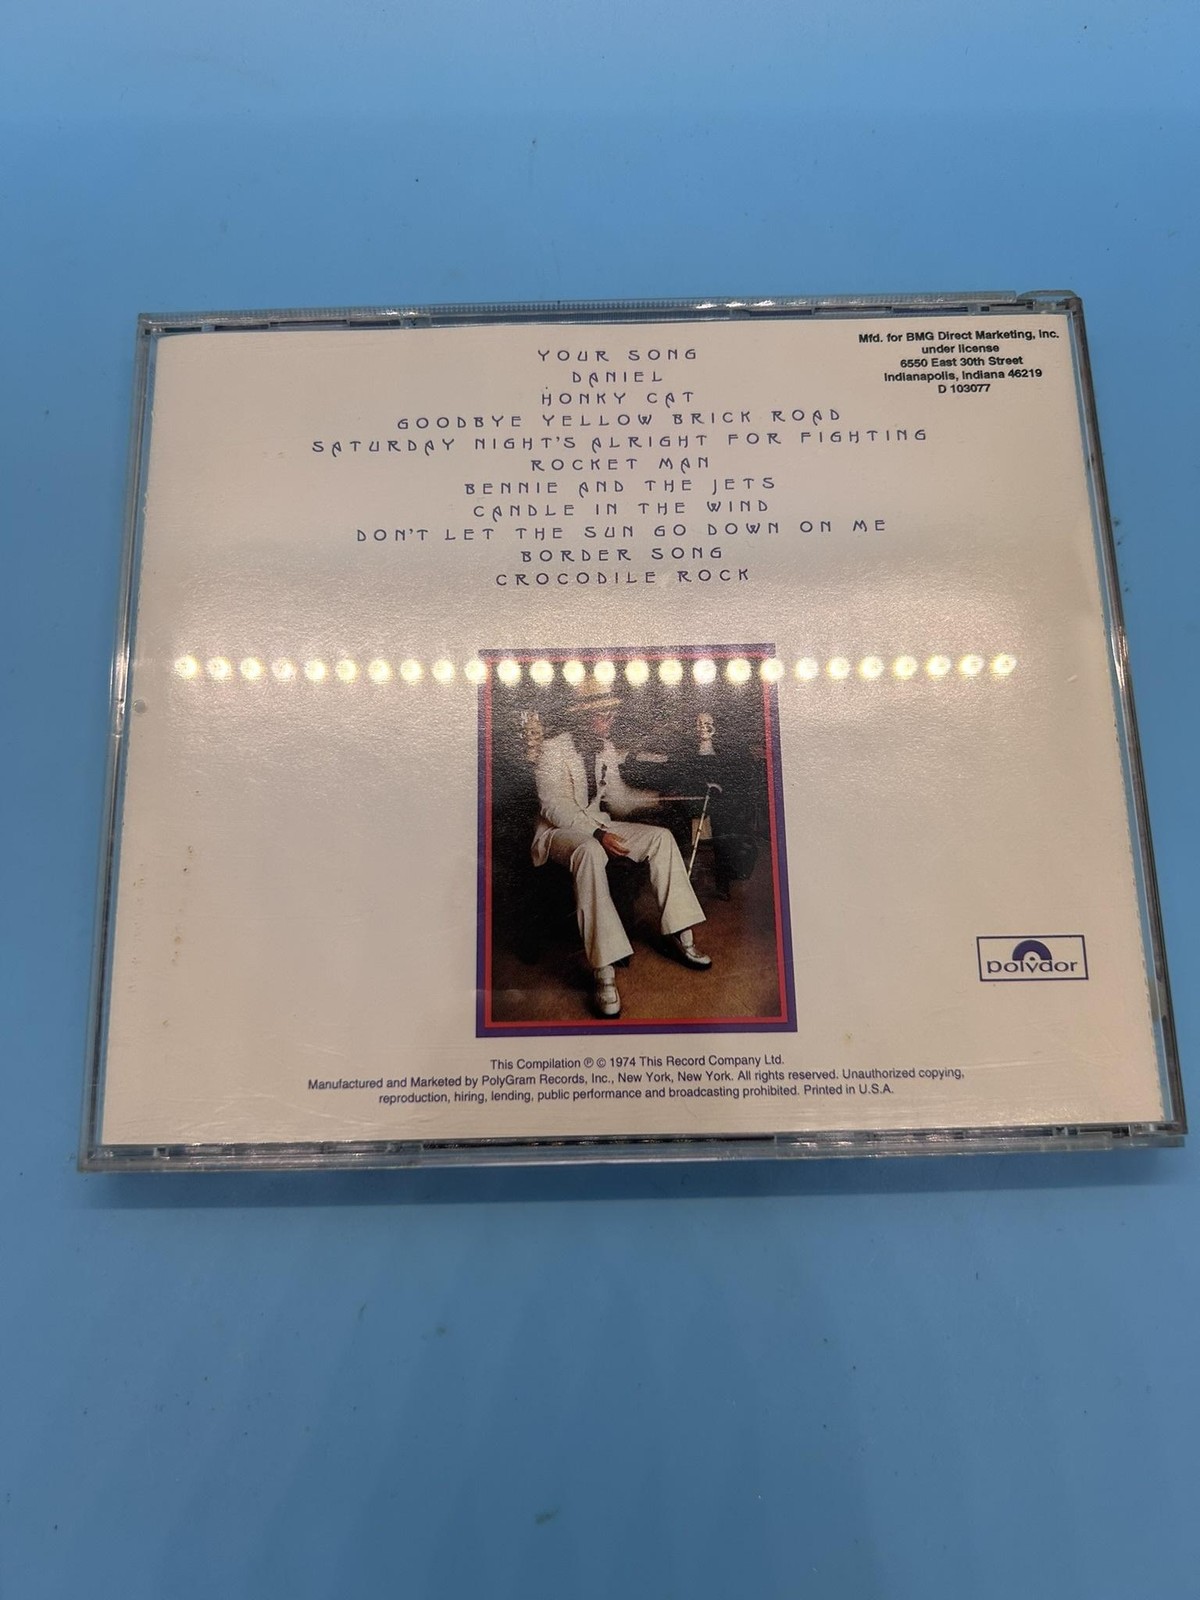 YOUR SONG
DANIEL
HONKY CAT
GOODBYE YELLOW BRICK ROAD
SATURDAY NIGHT'S ALRIGHT FOR FIGHTING
ROCKET MAN
BENNIE AND THE JETS
CANDLE IN THE WIND
DON'T LET THE SUN GO DOWN ON ME
BORDER SONG
CROCODILE ROCK
Mfd. for BMG Direct Marketing, Inc.
under license
6550 East 30th Street
Indianapolis, Indiana 46219
D 103077
polydor
This Compilation ℗ © 1974 This Record Company Ltd.
Manufactured and Marketed by PolyGram Records, Inc., New York, New York. All rights reserved. Unauthorized copying,
reproduction, hiring, lending, public performance and broadcasting prohibited. Printed in U.S.A.